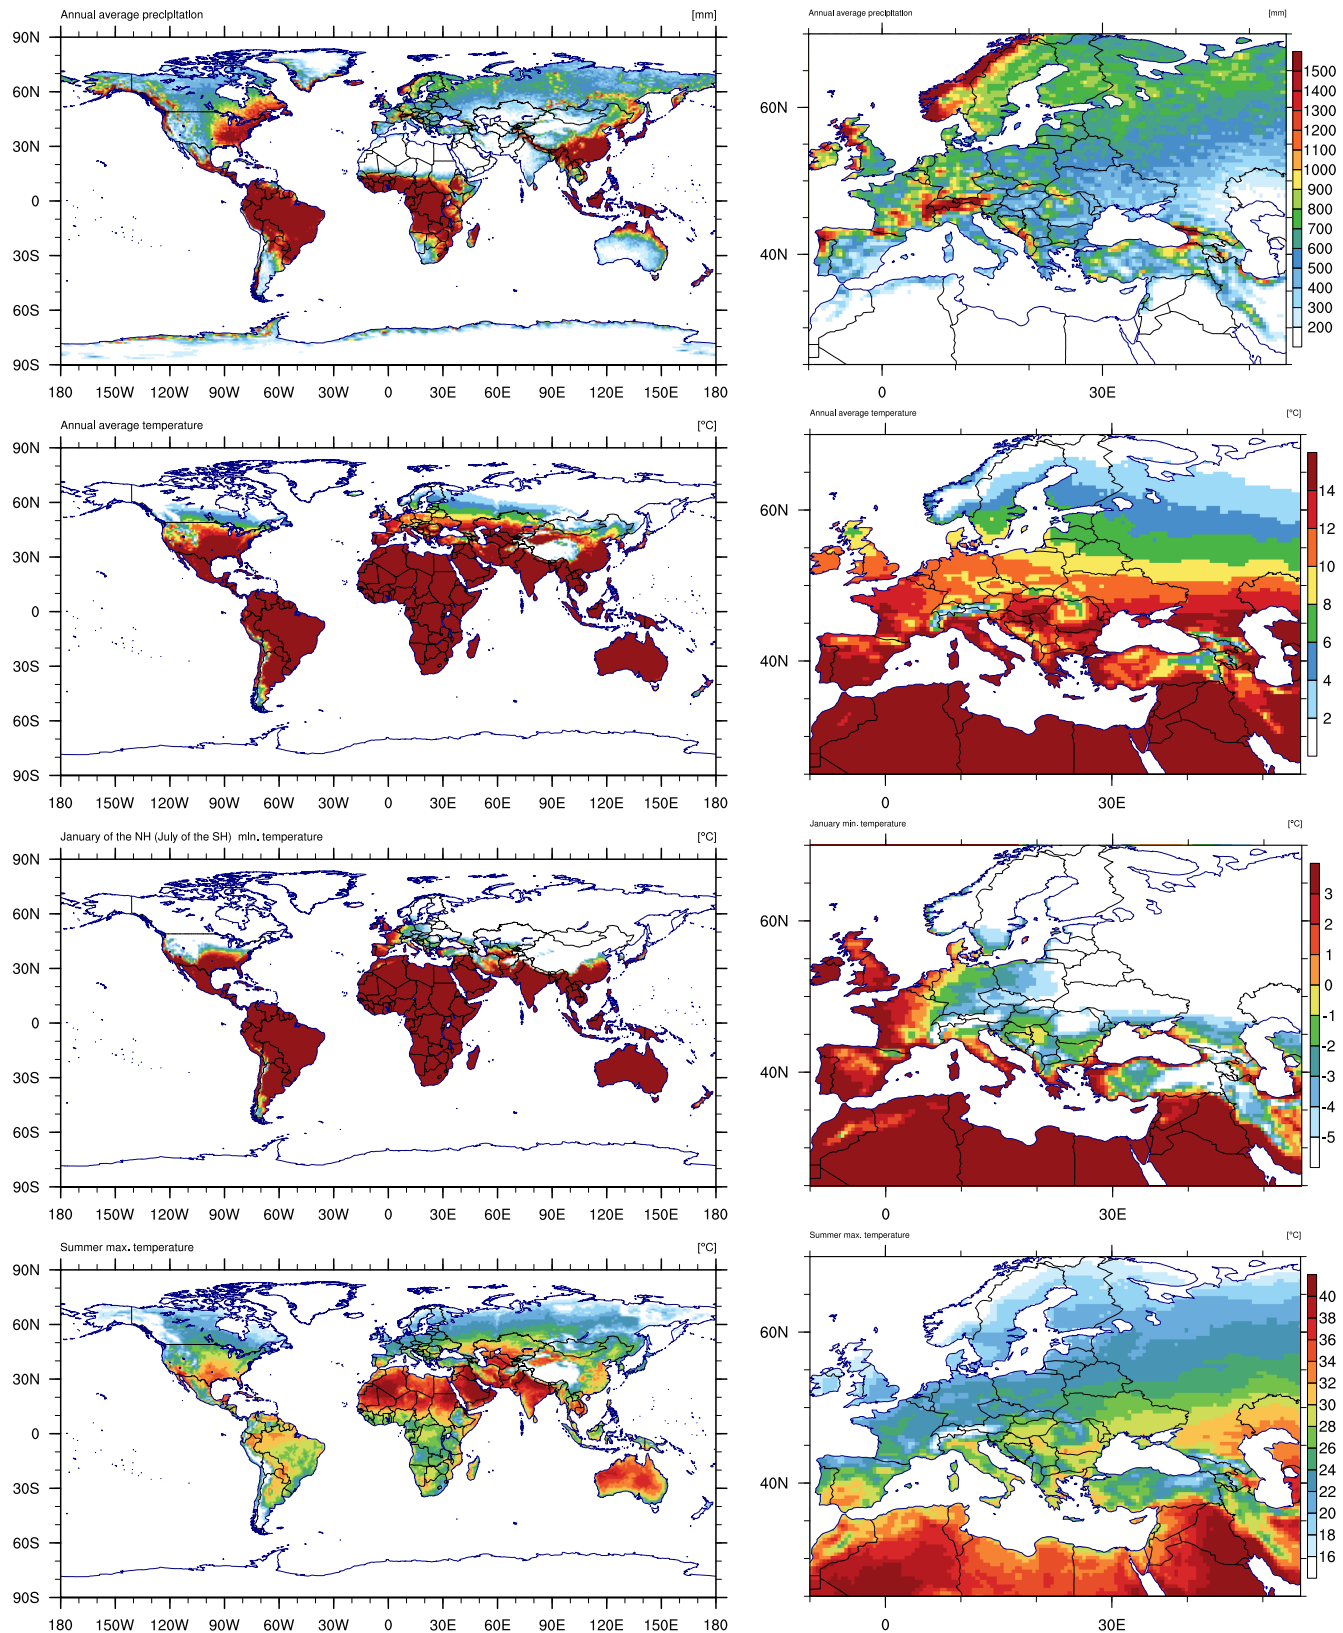 Annual average precipitation [mm]
90N
60N
30N
0
30S
60S
90S
180 150W 120W 90W 60W 30W 0 30E 60E 90E 120E 150E 180
Annual average precipitation [mm]
60N
40N
0 30E
1500
1400
1300
1200
1100
1000
900
800
700
600
500
400
300
200
Annual average temperature [°C]
90N
60N
30N
0
30S
60S
90S
180 150W 120W 90W 60W 30W 0 30E 60E 90E 120E 150E 180
Annual average temperature [°C]
60N
40N
0 30E
14
12
10
8
6
4
2
January of the NH (July of the SH) min. temperature [°C]
90N
60N
30N
0
30S
60S
90S
180 150W 120W 90W 60W 30W 0 30E 60E 90E 120E 150E 180
January min. temperature [°C]
60N
40N
0 30E
3
2
1
0
-1
-2
-3
-4
-5
Summer max. temperature [°C]
90N
60N
30N
0
30S
60S
90S
180 150W 120W 90W 60W 30W 0 30E 60E 90E 120E 150E 180
Summer max. temperature [°C]
60N
40N
0 30E
40
38
36
34
32
30
28
26
24
22
20
18
16